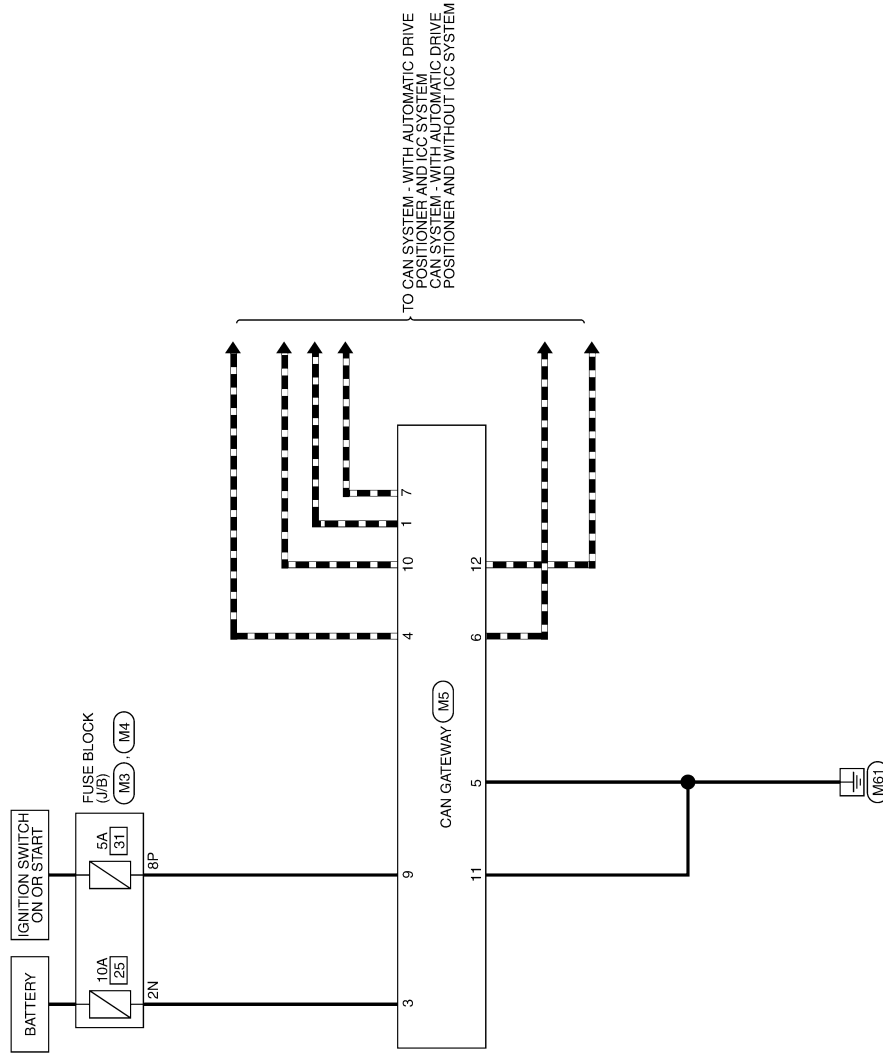 BATTERY
IGNITION SWITCH
ON OR START
10A
25
5A
31
FUSE BLOCK
(J/B)
M3 , M4
2N
8P
3
9
4
10
1
7
CAN GATEWAY M5
11
5
6
12
M61
TO CAN SYSTEM - WITH AUTOMATIC DRIVE
POSITIONER AND ICC SYSTEM
CAN SYSTEM - WITH AUTOMATIC DRIVE
POSITIONER AND WITHOUT ICC SYSTEM